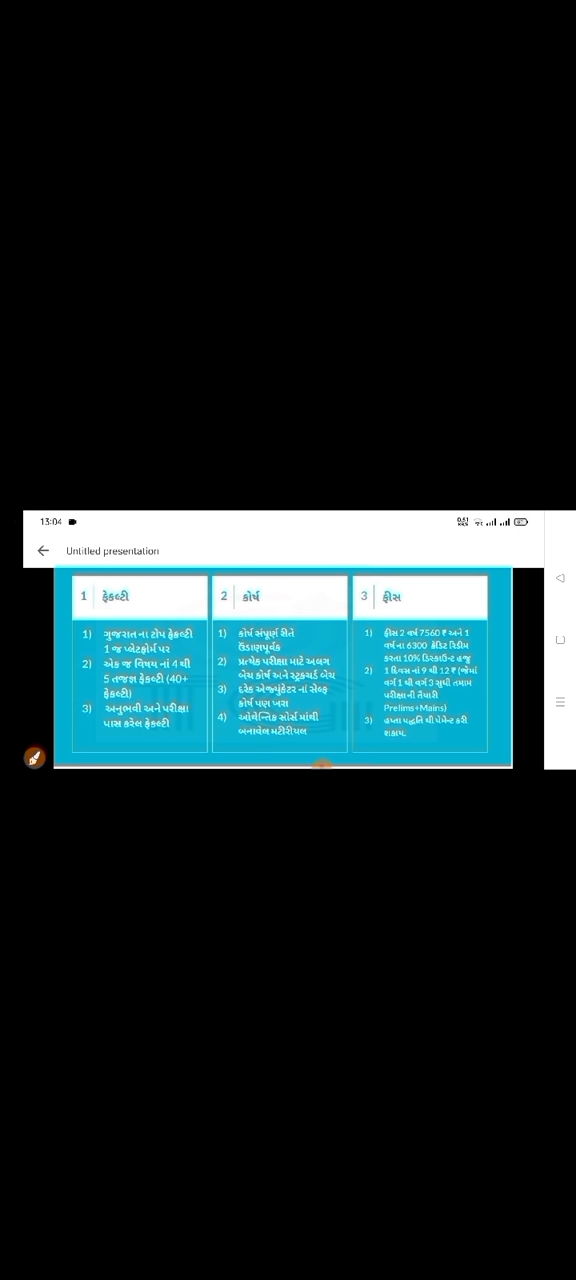 13:04
Untitled presentation
1 ફેકલ્ટી
1) ગુજરાત ના ટોપ ફેકલ્ટી
1 જ પ્લેટફોર્મ પર
2) એક જ વિષય નાં 4 થી
5 તજજ્ઞ ફેકલ્ટી (40+
ફેકલ્ટી)
3) અનુભવી અને પરીક્ષા
પાસ કરેલ ફેકલ્ટી
2 કોર્ષ
1) કોર્ષ સંપૂર્ણ રીતે
ઉંડાણપૂર્વક
2) પ્રત્યેક પરીક્ષા માટે અલગ
બેચ કોર્ષ અને સ્ટ્રકચર્ડ બેચ
3) દરેક એજ્યુકેટર નાં સેલ્ફ
કોર્ષ પણ ખરા
4) ઓથેન્તિક સોર્સ માંથી
બનાવેલ મટીરીયલ
3 ફીસ
1) ફીસ 2 વર્ષ 7560 ₹ અને 1
વર્ષ ના 6300 ક્રેડિટ રિડીમ
કરતા 10% ડિસ્કાઉન્ટ હજુ
2) 1 દિવસ નાં 9 થી 12 ₹ (જેમાં
વર્ગ 1 થી વર્ગ 3 સુધી તમામ
પરીક્ષા ની તૈયારી
Prelims+Mains)
3) હપ્તા પદ્ધતિ થી પેમેન્ટ કરી
શકાય.